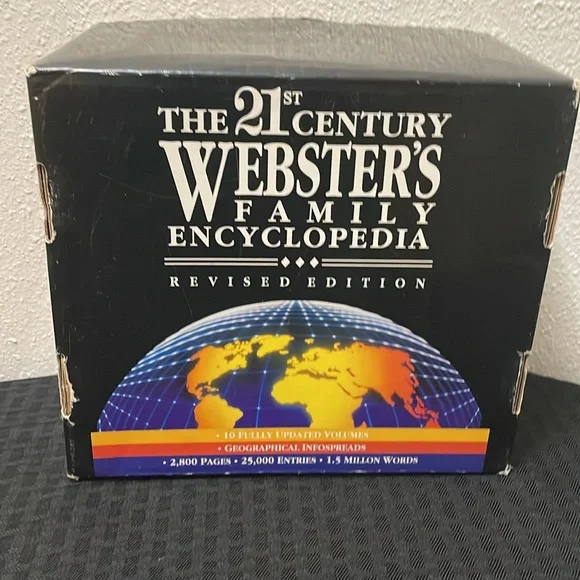 THE 21ST CENTURY
WEBSTER'S
FAMILY
ENCYCLOPEDIA
REVISED EDITION
• 10 FULLLY UPDATED VOLUMES
• GEOGRAPHICAL INFOSPREADS
• 2,800 PAGES • 25,000 ENTRIES • 1.5 MILLON WORDS